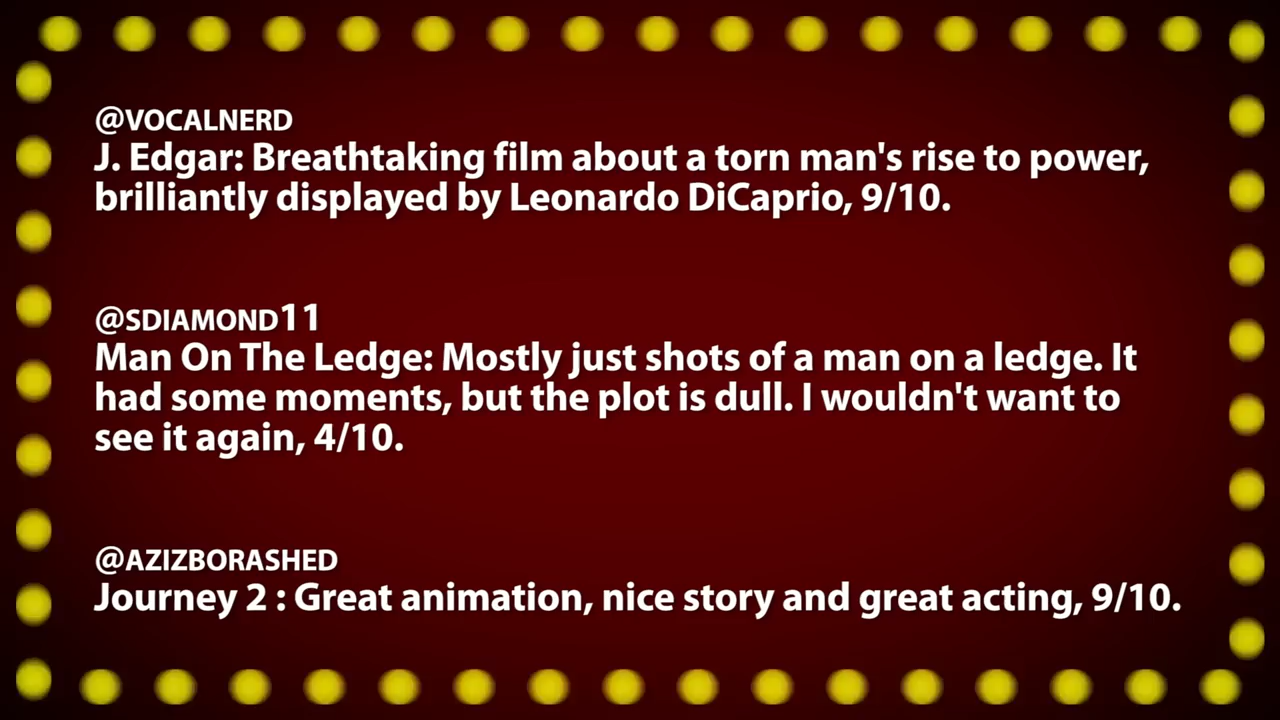 @VOCALNERD
J. Edgar: Breathtaking film about a torn man's rise to power,
brilliantly displayed by Leonardo DiCaprio, 9/10.
@SDIAMOND11
Man On The Ledge: Mostly just shots of a man on a ledge. It
had some moments, but the plot is dull. I wouldn't want to
see it again, 4/10.
@AZIZBORASHED
Journey 2 : Great animation, nice story and great acting, 9/10.